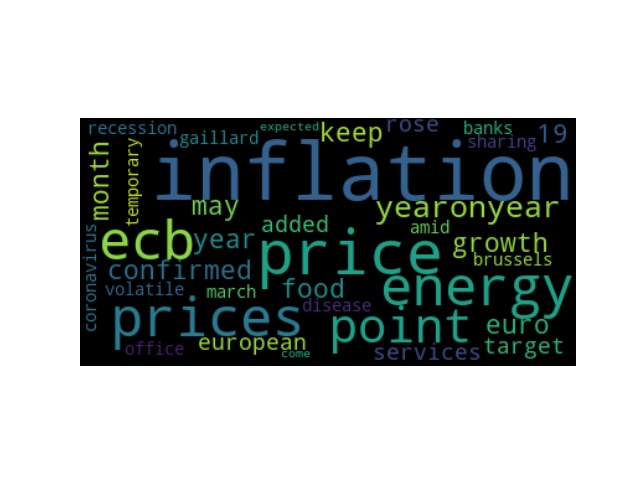 recession
gaillard
expected
keep
rose
banks
sharing
19
month
temporary
inflation
may
yearonyear
ecb
year
added
amid
growth
brussels
coronavirus
confirmed
price
volatile
march
food
energy
disease
prices
point
euro
office
european
come
services
target